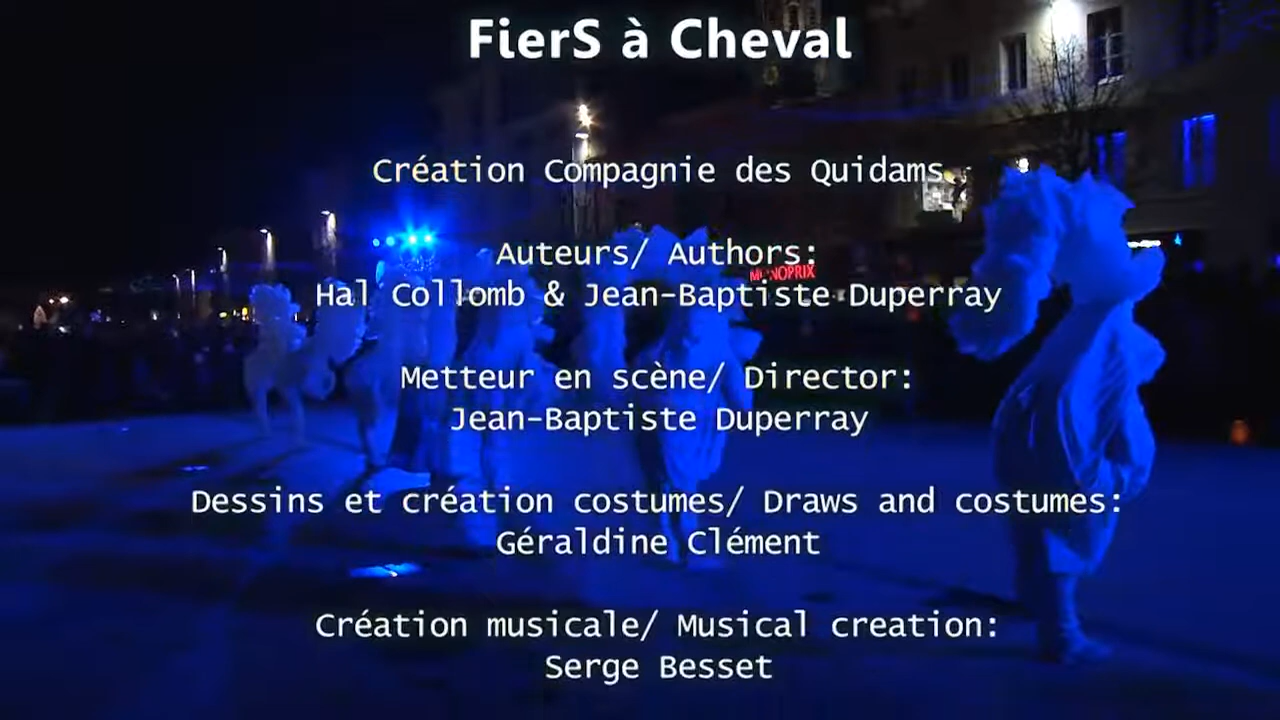 FierS à Cheval
Création Compagnie des Quidams
Auteurs/ Authors:
Hal Collomb & Jean-Baptiste Duperray
MONOPRIX
Metteur en scène/ Director:
Jean-Baptiste Duperray
Dessins et création costumes/ Draws and costumes:
Géraldine Clément
Création musicale/ Musical creation:
Serge Besset